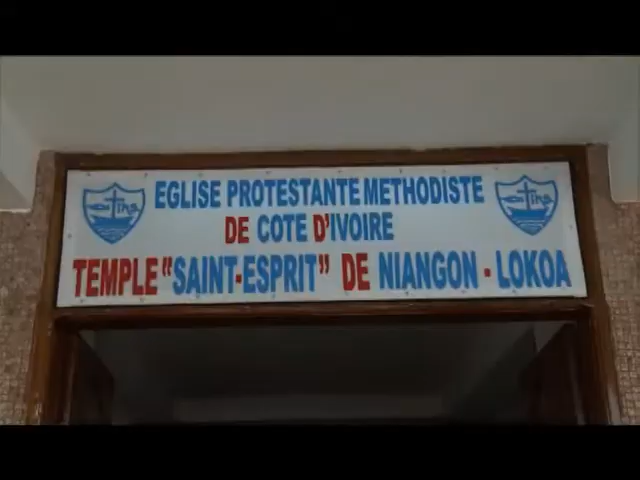 EGLISE PROTESTANTE METHODISTE
DE COTE D'IVOIRE
TEMPLE "SAINT-ESPRIT" DE NIANGON - LOKOA